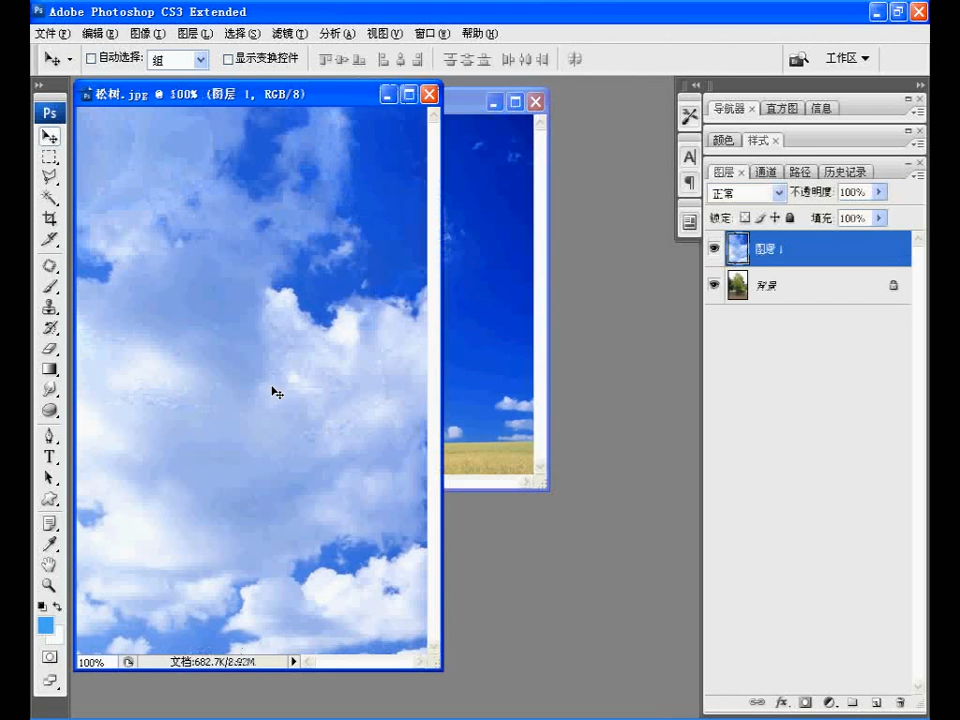 Adobe Photoshop CS3 Extended
文件(F) 编辑(E) 图像(I) 图层(L) 选择(S) 滤镜(T) 分析(A) 视图(V) 窗口(W) 帮助(H)
自动选择: 组 显示变换控件 工作区
松树.jpg @ 100% (图层 1, RGB/8)
Ps
导航器 × 直方图 信息
颜色 样式 ×
图层 × 通道 路径 历史记录
正常 不透明度: 100%
锁定: 填充: 100%
图层 1
背景
100% 文档:682.7K/2.92M